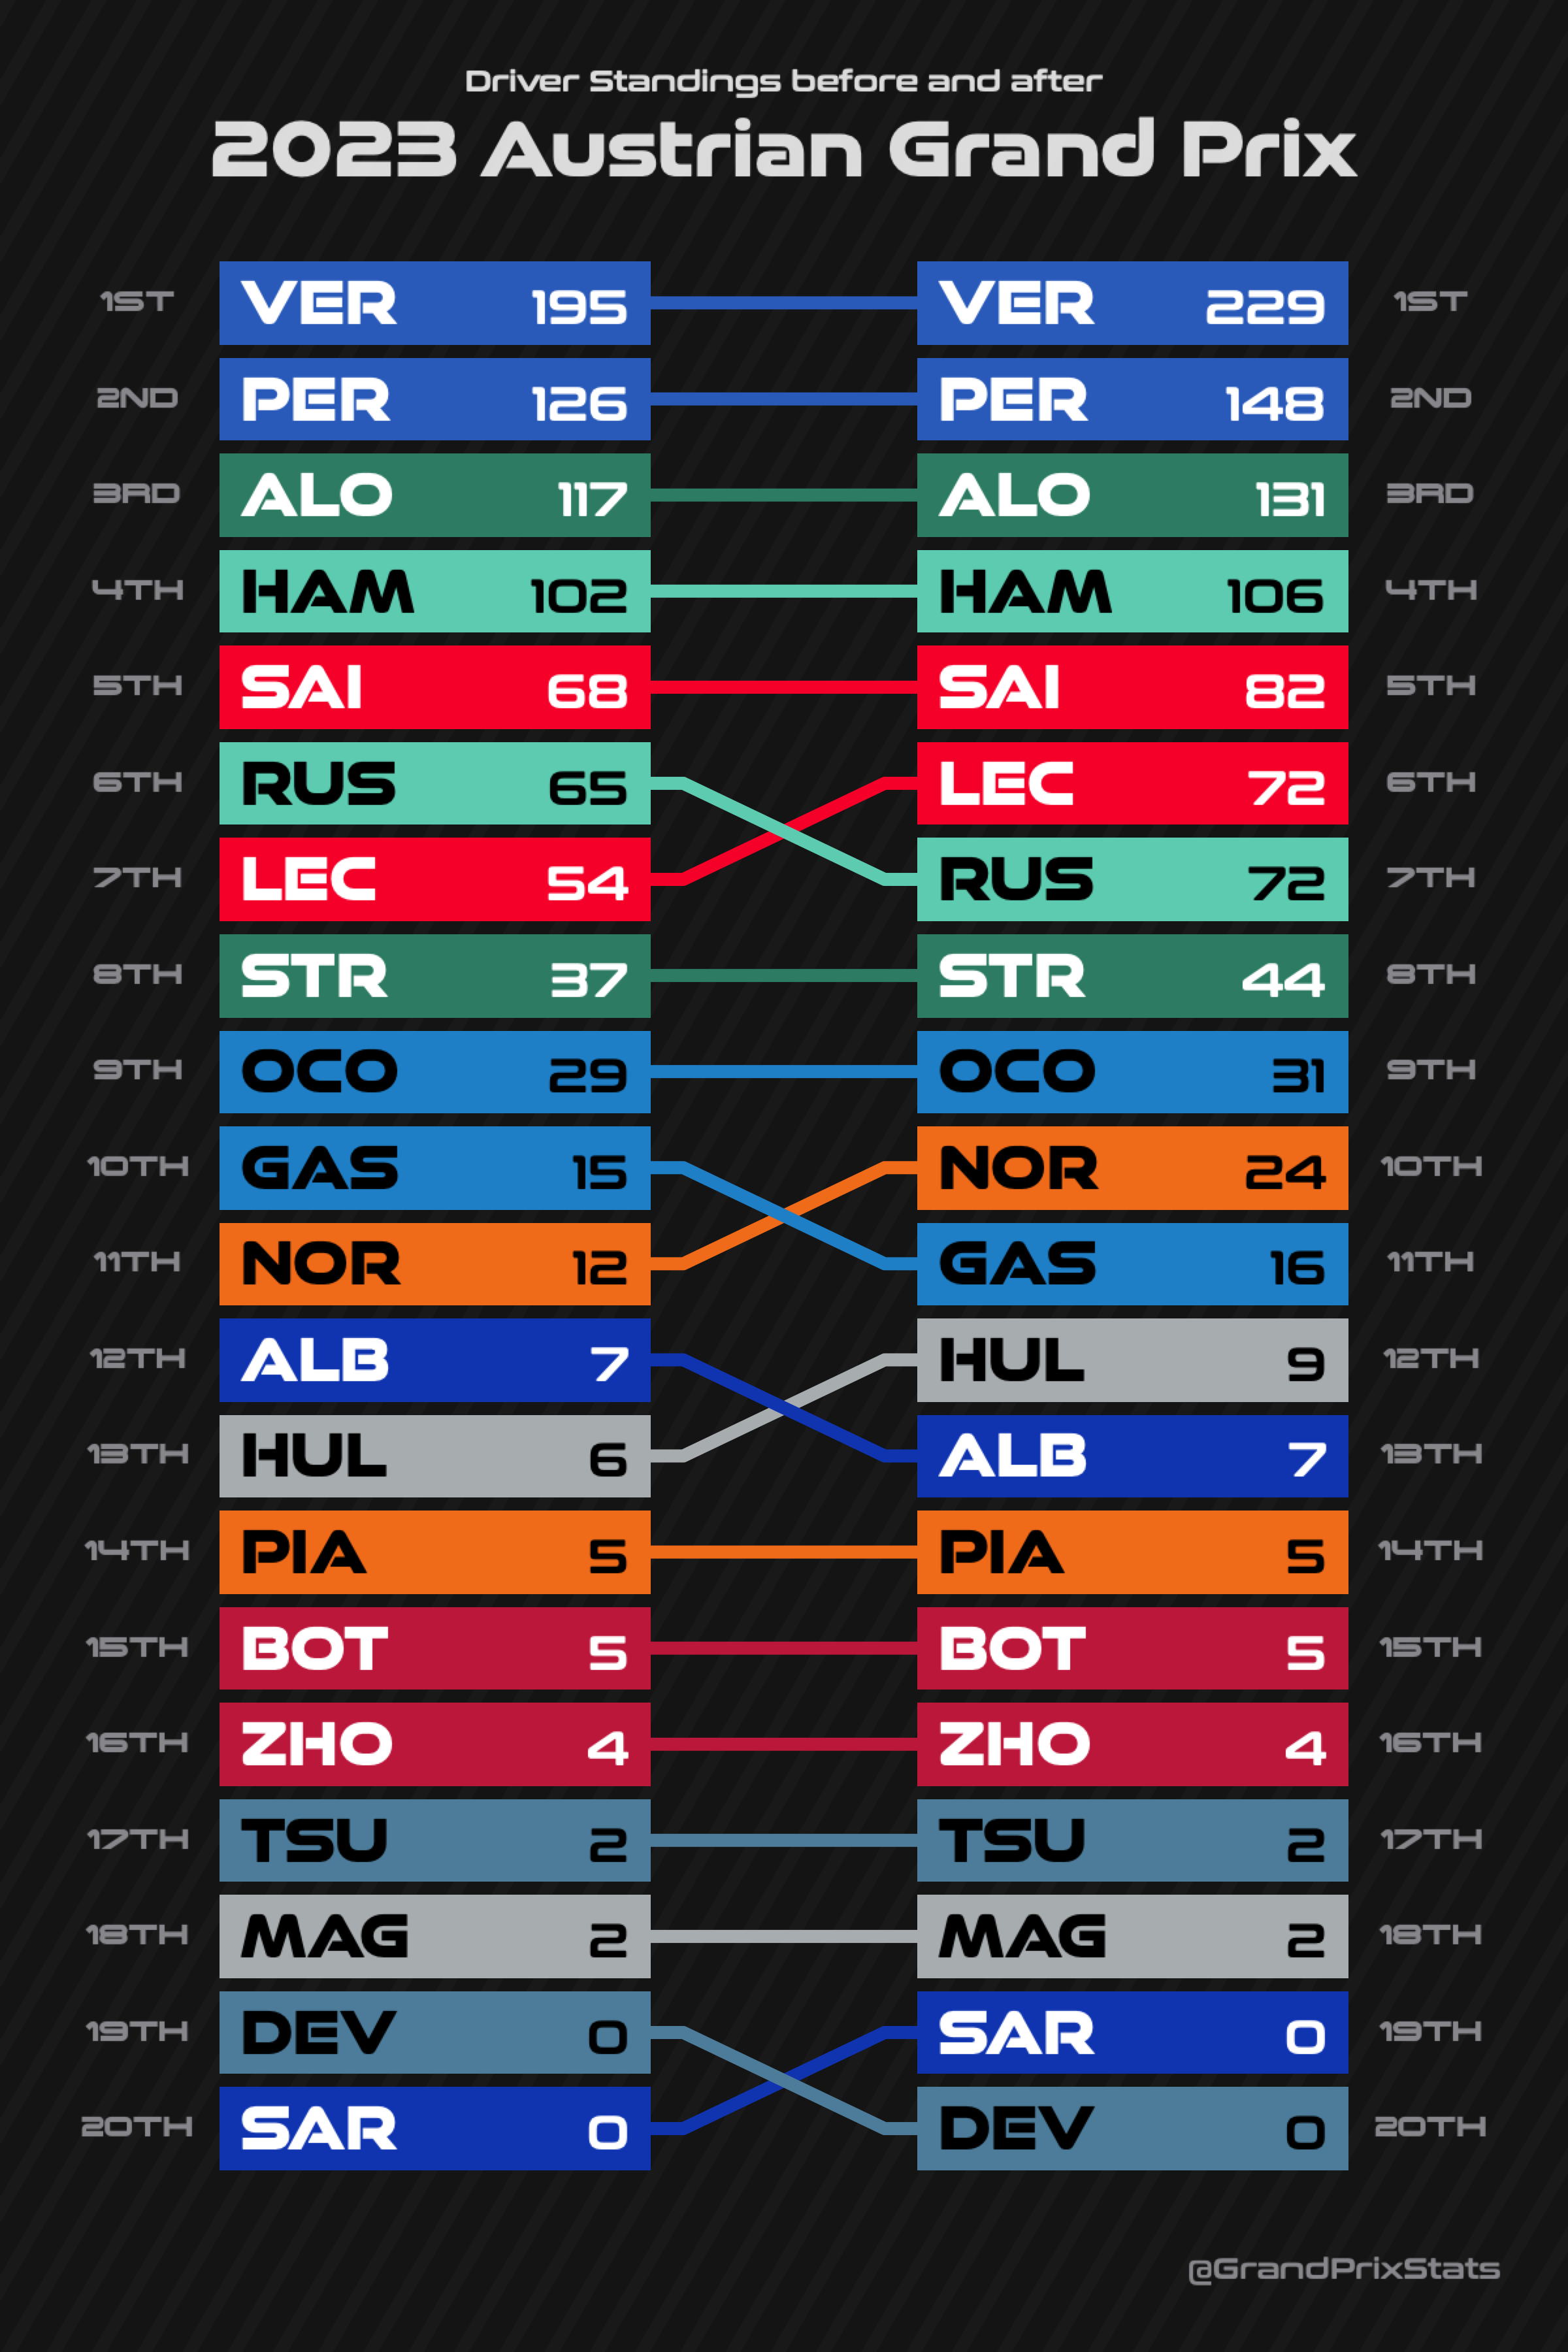 Driver Standings before and after
2023 Austrian Grand Prix
1ST VER 195 VER 229 1ST
2ND PER 126 PER 148 2ND
3RD ALO 117 ALO 131 3RD
4TH HAM 102 HAM 106 4TH
5TH SAI 68 SAI 82 5TH
6TH RUS 65 LEC 72 6TH
7TH LEC 54 RUS 72 7TH
8TH STR 37 STR 44 8TH
9TH OCO 29 OCO 31 9TH
10TH GAS 15 NOR 24 10TH
11TH NOR 12 GAS 16 11TH
12TH ALB 7 HUL 9 12TH
13TH HUL 6 ALB 7 13TH
14TH PIA 5 PIA 5 14TH
15TH BOT 5 BOT 5 15TH
16TH ZHO 4 ZHO 4 16TH
17TH TSU 2 TSU 2 17TH
18TH MAG 2 MAG 2 18TH
19TH DEV 0 SAR 0 19TH
20TH SAR 0 DEV 0 20TH
@GrandPrixStats